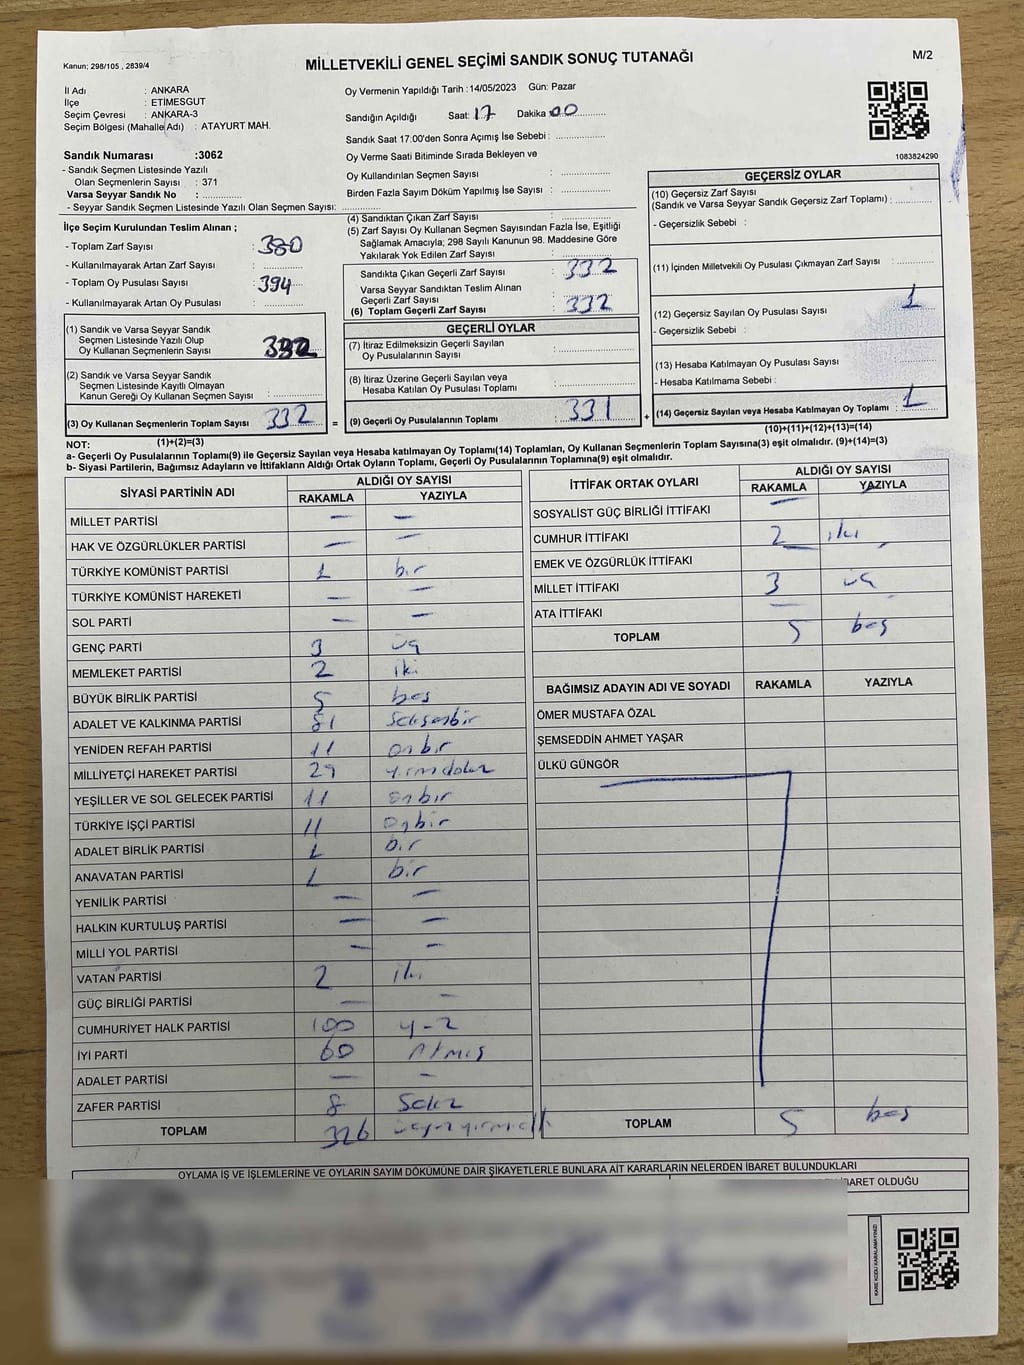 Kanun; 298/105 , 2839/4
MİLLETVEKİLİ GENEL SEÇİMİ SANDIK SONUÇ TUTANAĞI
M/2
İl Adı : ANKARA
İlçe : ETİMESGUT
Seçim Çevresi : ANKARA-3
Seçim Bölgesi (Mahalle Adı) : ATAYURT MAH.
Oy Vermenin Yapıldığı Tarih :14/05/2023 Gün: Pazar
Sandığın Açıldığı Saat: 17 Dakika 00
Sandık Saat 17.00'den Sonra Açımış İse Sebebi :
Oy Verme Saati Bitiminde Sırada Bekleyen ve
Oy Kullandırılan Seçmen Sayısı :
Birden Fazla Sayım Döküm Yapılmış İse Sayısı :
1083824290
Sandık Numarası :3062
- Sandık Seçmen Listesinde Yazılı
Olan Seçmenlerin Sayısı : 371
Varsa Seyyar Sandık No :
- Seyyar Sandık Seçmen Listesinde Yazılı Olan Seçmen Sayısı:
İlçe Seçim Kurulundan Teslim Alınan ;
- Toplam Zarf Sayısı : 380
- Kullanılmayarak Artan Zarf Sayısı :
- Toplam Oy Pusulası Sayısı : 394
- Kullanılmayarak Artan Oy Pusulası :
(1) Sandık ve Varsa Seyyar Sandık
Seçmen Listesinde Yazılı Olup
Oy Kullanan Seçmenlerin Sayısı : 332
(2) Sandık ve Varsa Seyyar Sandık
Seçmen Listesinde Kayıtlı Olmayan
Kanun Gereği Oy Kullanan Seçmen Sayısı :
(3) Oy Kullanan Seçmenlerin Toplam Sayısı : 332
(4) Sandıktan Çıkan Zarf Sayısı :
(5) Zarf Sayısı Oy Kullanan Seçmen Sayısından Fazla İse, Eşitliği
Sağlamak Amacıyla; 298 Sayılı Kanunun 98. Maddesine Göre
Yakılarak Yok Edilen Zarf Sayısı :
Sandıkta Çıkan Geçerli Zarf Sayısı : 332
Varsa Seyyar Sandıktan Teslim Alınan
Geçerli Zarf Sayısı :
(6) Toplam Geçerli Zarf Sayısı : 332
GEÇERLİ OYLAR
(7) İtiraz Edilmeksizin Geçerli Sayılan
Oy Pusulalarının Sayısı :
(8) İtiraz Üzerine Geçerli Sayılan veya
Hesaba Katılan Oy Pusulası Toplamı :
= (9) Geçerli Oy Pusulalarının Toplamı : 331 +
GEÇERSİZ OYLAR
(10) Geçersiz Zarf Sayısı
(Sandık ve Varsa Seyyar Sandık Geçersiz Zarf Toplamı) :
- Geçersizlik Sebebi :
(11) İçinden Milletvekili Oy Pusulası Çıkmayan Zarf Sayısı :
(12) Geçersiz Sayılan Oy Pusulası Sayısı : 1
- Geçersizlik Sebebi :
(13) Hesaba Katılmayan Oy Pusulası Sayısı :
- Hesaba Katılmama Sebebi :
(14) Geçersiz Sayılan veya Hesaba Katılmayan Oy Toplamı : 1
NOT: (1)+(2)=(3)
(10)+(11)+(12)+(13)=(14)
a- Geçerli Oy Pusulalarının Toplamı(9) ile Geçersiz Sayılan veya Hesaba katılmayan Oy Toplamı(14) Toplamları, Oy Kullanan Seçmenlerin Toplam Sayısına(3) eşit olmalıdır. (9)+(14)=(3)
b- Siyasi Partilerin, Bağımsız Adayların ve İttifakların Aldığı Ortak Oyların Toplamı, Geçerli Oy Pusulalarının Toplamına(9) eşit olmalıdır.
SİYASİ PARTİNİN ADI ALDIĞI OY SAYISI
RAKAMLA YAZIYLA
MİLLET PARTİSİ — —
HAK VE ÖZGÜRLÜKLER PARTİSİ — —
TÜRKİYE KOMÜNİST PARTİSİ 1 bir
TÜRKİYE KOMÜNİST HAREKETİ — —
SOL PARTİ — —
GENÇ PARTİ 3 üç
MEMLEKET PARTİSİ 2 iki
BÜYÜK BİRLİK PARTİSİ 5 beş
ADALET VE KALKINMA PARTİSİ 81 seksenbir
YENİDEN REFAH PARTİSİ 11 onbir
MİLLİYETÇİ HAREKET PARTİSİ 29 yirmidokuz
YEŞİLLER VE SOL GELECEK PARTİSİ 11 onbir
TÜRKİYE İŞÇİ PARTİSİ 11 onbir
ADALET BİRLİK PARTİSİ 1 bir
ANAVATAN PARTİSİ 1 bir
YENİLİK PARTİSİ — —
HALKIN KURTULUŞ PARTİSİ — —
MİLLİ YOL PARTİSİ — —
VATAN PARTİSİ 2 iki
GÜÇ BİRLİĞİ PARTİSİ — —
CUMHURİYET HALK PARTİSİ 100 yüz
İYİ PARTİ 60 Atmış
ADALET PARTİSİ — —
ZAFER PARTİSİ 8 Sekiz
TOPLAM 326 üçyüzyirmialtı
İTTİFAK ORTAK OYLARI ALDIĞI OY SAYISI
RAKAMLA YAZIYLA
SOSYALİST GÜÇ BİRLİĞİ İTTİFAKI —
CUMHUR İTTİFAKI 2 iki
EMEK VE ÖZGÜRLÜK İTTİFAKI — —
MİLLET İTTİFAKI 3 üç
ATA İTTİFAKI —
TOPLAM 5 beş
BAĞIMSIZ ADAYIN ADI VE SOYADI RAKAMLA YAZIYLA
ÖMER MUSTAFA ÖZAL
ŞEMSEDDİN AHMET YAŞAR
ÜLKÜ GÜNGÖR
TOPLAM 5 beş
OYLAMA İŞ VE İŞLEMLERİNE VE OYLARIN SAYIM DÖKÜMÜNE DAİR ŞİKAYETLERLE BUNLARA AİT KARARLARIN NELERDEN İBARET BULUNDUKLARI
İBARET OLDUĞU
KARE KODU KARALAMAYINIZ!